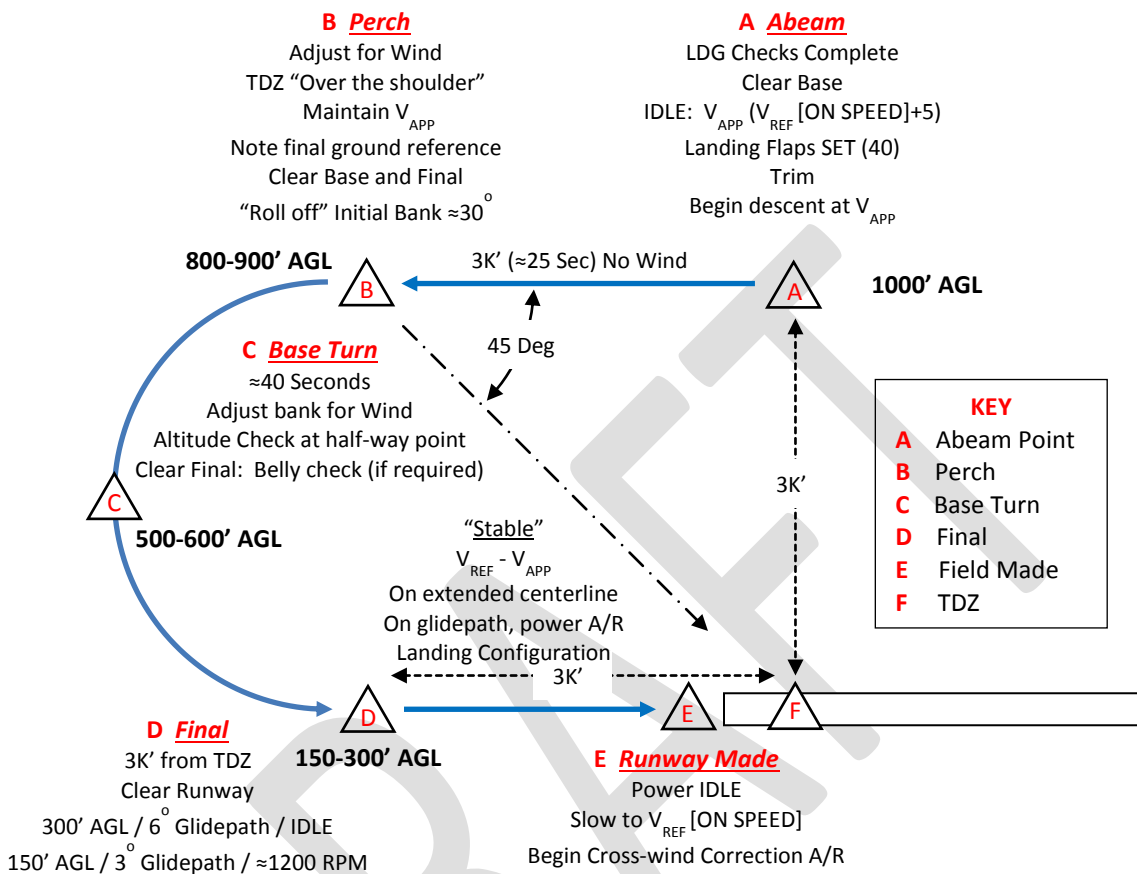 B Perch
Adjust for Wind
TDZ “Over the shoulder”
Maintain VAPP
Note final ground reference
Clear Base and Final
“Roll off” Initial Bank ≈30o
A Abeam
LDG Checks Complete
Clear Base
IDLE: VAPP (VREF [ON SPEED]+5)
Landing Flaps SET (40)
Trim
Begin descent at VAPP
800-900’ AGL
B
3K’ (≈25 Sec) No Wind
A
1000’ AGL
45 Deg
C Base Turn
≈40 Seconds
Adjust bank for Wind
Altitude Check at half-way point
Clear Final: Belly check (if required)
C
500-600’ AGL
3K’
KEY
A Abeam Point
B Perch
C Base Turn
D Final
E Field Made
F TDZ
“Stable”
VREF - VAPP
On extended centerline
On glidepath, power A/R
Landing Configuration
3K’
D
E
F
150-300’ AGL
D Final
3K’ from TDZ
Clear Runway
300’ AGL / 6o Glidepath / IDLE
150’ AGL / 3o Glidepath / ≈1200 RPM
E Runway Made
Power IDLE
Slow to VREF [ON SPEED]
Begin Cross-wind Correction A/R
DRAFT